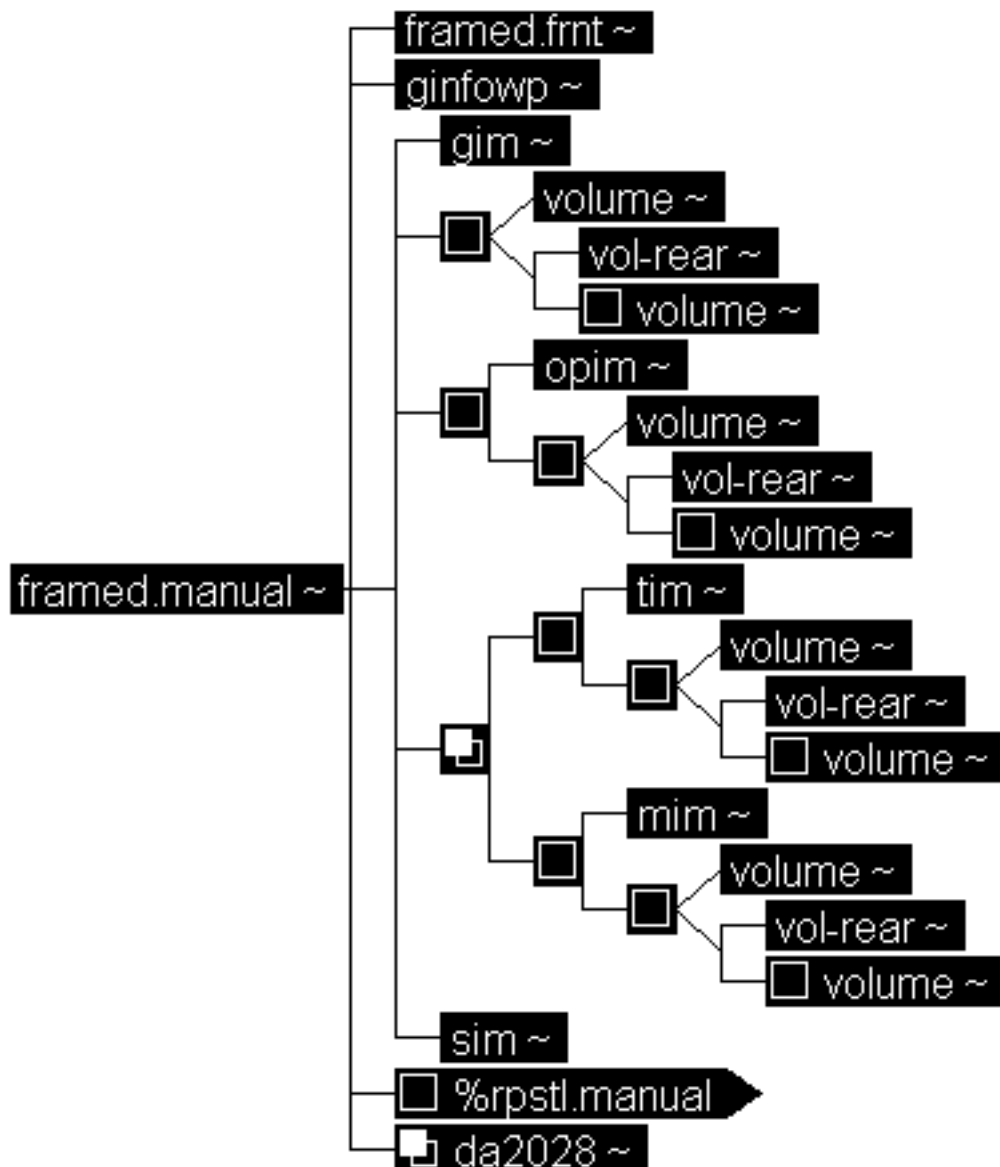 framed.frnt ~
ginfowp ~
gim ~
volume ~
vol-rear ~
volume ~
opim ~
volume ~
vol-rear ~
volume ~
framed.manual ~
tim ~
volume ~
vol-rear ~
volume ~
mim ~
volume ~
vol-rear ~
volume ~
sim ~
%rpstl.manual
da2028 ~